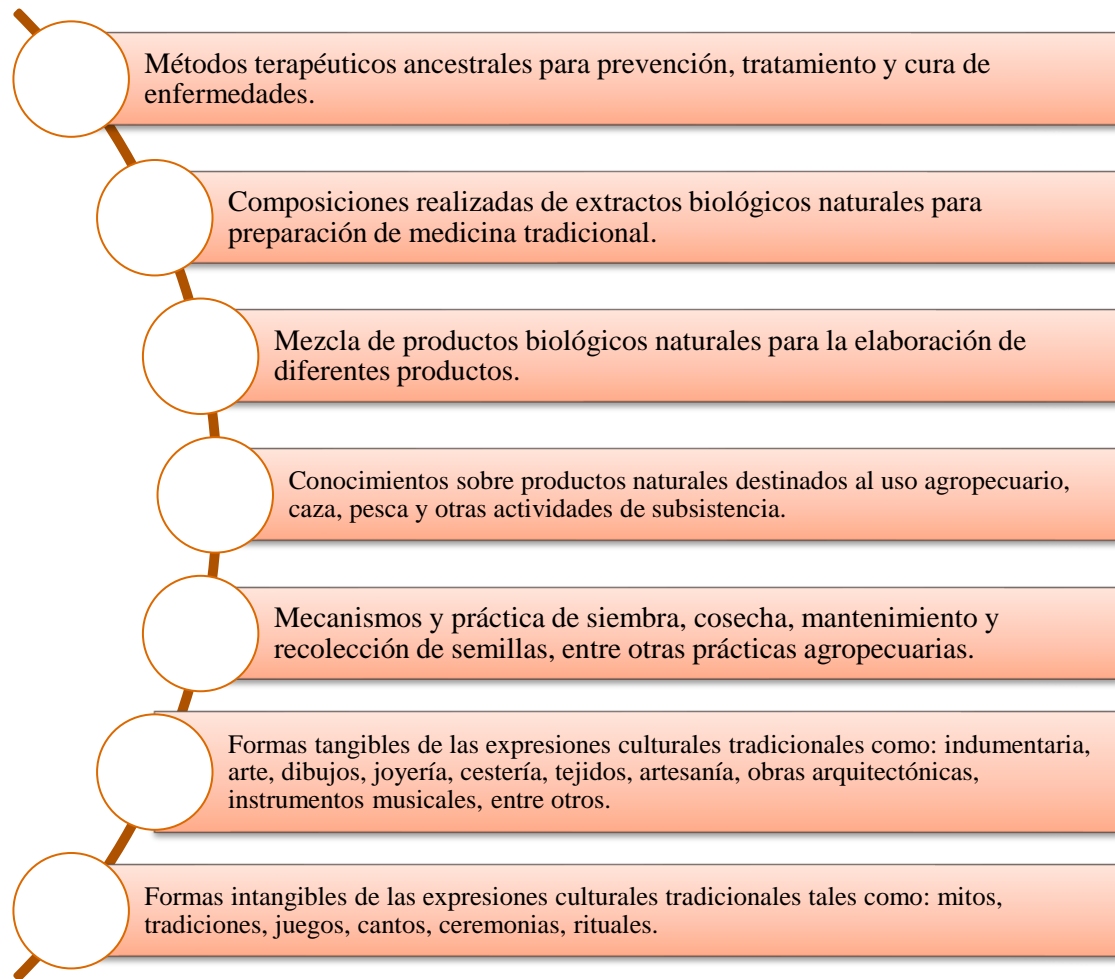 Métodos terapéuticos ancestrales para prevención, tratamiento y cura de
enfermedades.
Composiciones realizadas de extractos biológicos naturales para
preparación de medicina tradicional.
Mezcla de productos biológicos naturales para la elaboración de
diferentes productos.
Conocimientos sobre productos naturales destinados al uso agropecuario,
caza, pesca y otras actividades de subsistencia.
Mecanismos y práctica de siembra, cosecha, mantenimiento y
recolección de semillas, entre otras prácticas agropecuarias.
Formas tangibles de las expresiones culturales tradicionales como: indumentaria,
arte, dibujos, joyería, cestería, tejidos, artesanía, obras arquitectónicas,
instrumentos musicales, entre otros.
Formas intangibles de las expresiones culturales tradicionales tales como: mitos,
tradiciones, juegos, cantos, ceremonias, rituales.